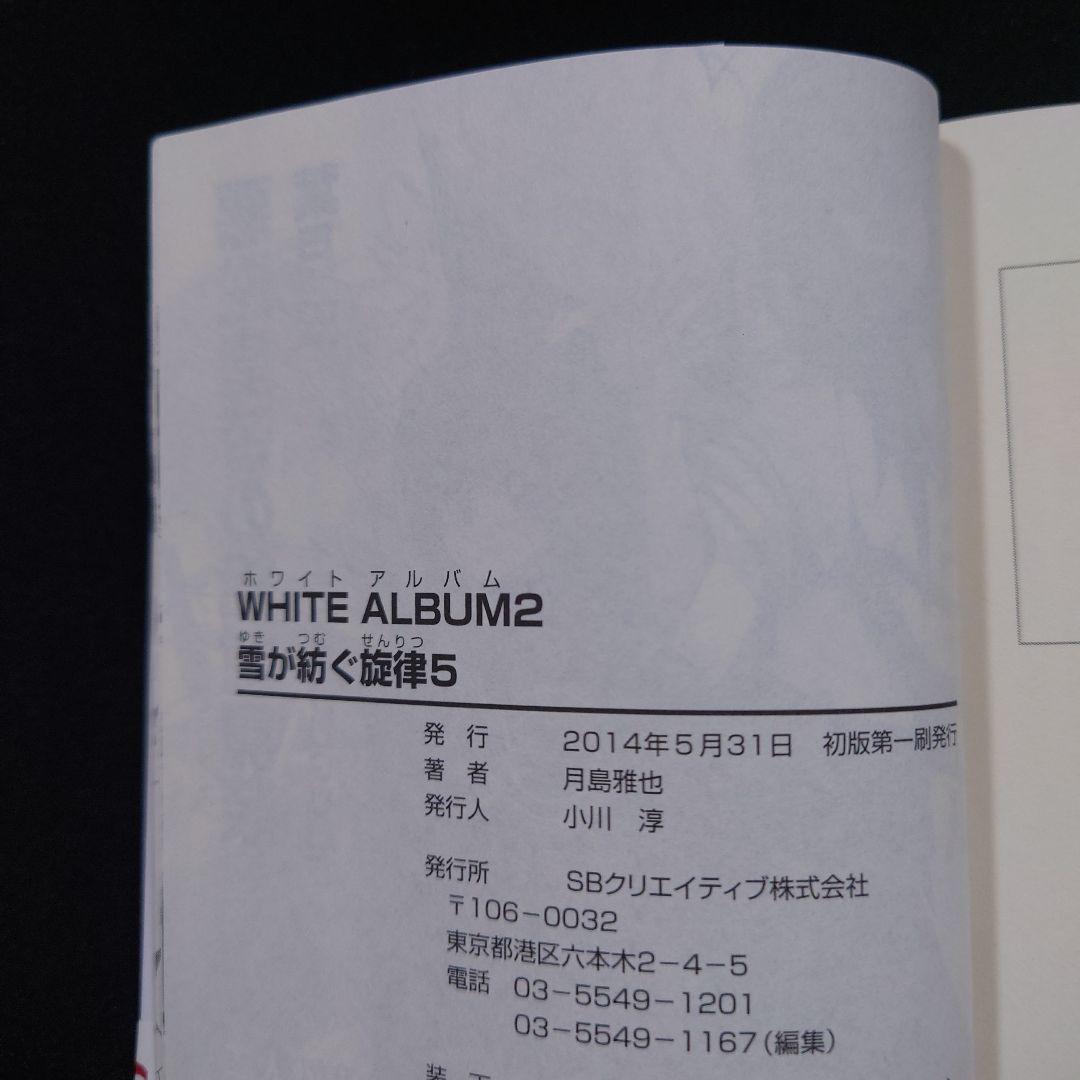 ホワイト アルバム
WHITE ALBUM2
ゆき つむ せんりつ
雪が紡ぐ旋律5
発 行 2014年5月31日 初版第一刷発行
著 者 月島雅也
発行人 小川 淳
発行所 SBクリエイティブ株式会社
〒106-0032
東京都港区六本木2-4-5
電話 03-5549-1201
03-5549-1167(編集)